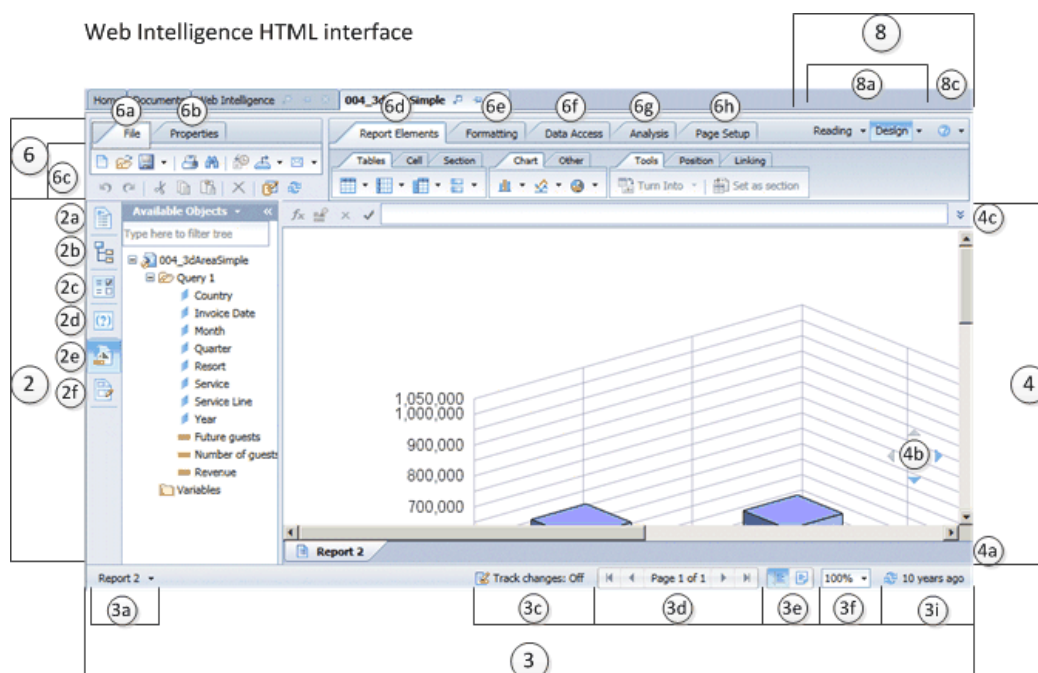 Web Intelligence HTML interface
8
8a
8c
Documents Web Intelligence 004_3d Simple
6a
6b
6d
6e
6f
6g
6h
File Properties
Report Elements Formatting Data Access Analysis Page Setup
Reading Design
6
6c
Tables Cell Section Chart Other Tools Position Linking
Turn Into Set as section
2a
2b
2c
2d
2e
2f
2
Available Objects «
Type here to filter tree
004_3dAreaSimple
Query 1
Country
Invoice Date
Month
Quarter
Resort
Service
Service Line
Year
Future guests
Number of guests
Revenue
Variables
fx
4c
1,050,000
1,000,000
900,000
800,000
700,000
4b
4
Report 2
4a
Report 2
Track changes: Off
Page 1 of 1
100%
10 years ago
3a
3c
3d
3e
3f
3i
3